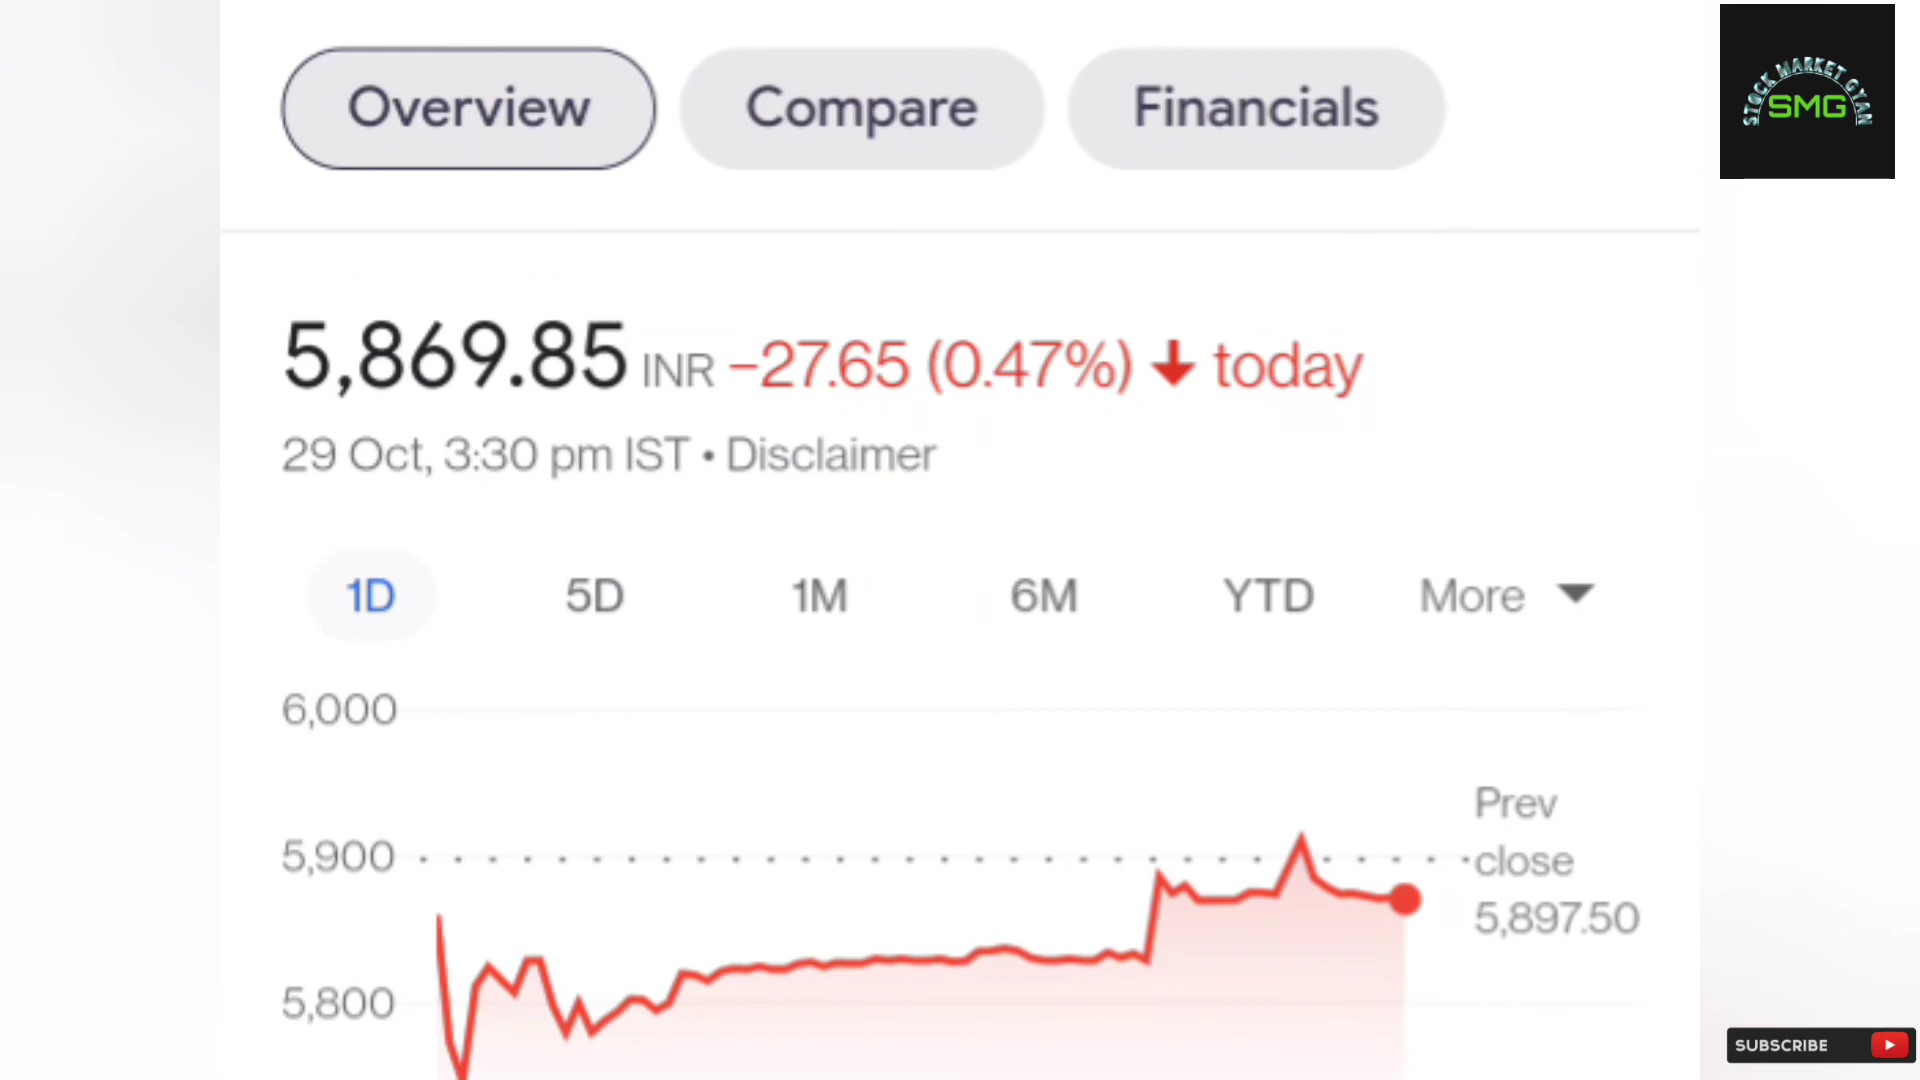 Overview Compare Financials
STOCK MARKET GYAN
SMG
5,869.85 INR −27.65 (0.47%) ↓ today
29 Oct, 3:30 pm IST • Disclaimer
1D 5D 1M 6M YTD More
6,000
5,900
5,800
Prev
close
5,897.50
SUBSCRIBE